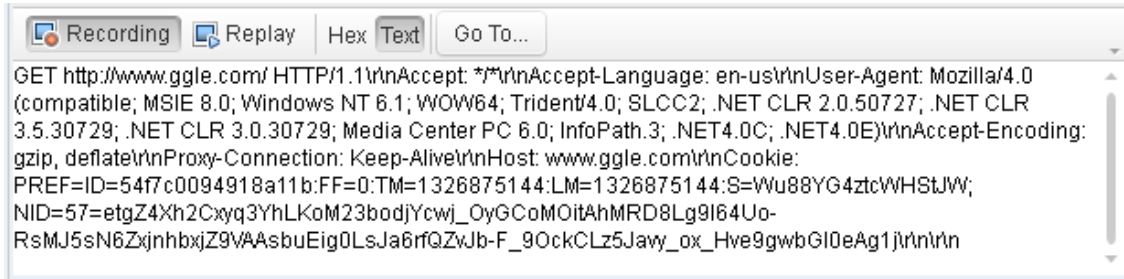 Recording Replay Hex Text Go To...
GET http://www.ggle.com/ HTTP/1.1\r\nAccept: */*\r\nAccept-Language: en-us\r\nUser-Agent: Mozilla/4.0
(compatible; MSIE 8.0; Windows NT 6.1; WOW64; Trident/4.0; SLCC2; .NET CLR 2.0.50727; .NET CLR
3.5.30729; .NET CLR 3.0.30729; Media Center PC 6.0; InfoPath.3; .NET4.0C; .NET4.0E)\r\nAccept-Encoding:
gzip, deflate\r\nProxy-Connection: Keep-Alive\r\nHost: www.ggle.com\r\nCookie:
PREF=ID=54f7c0094918a11b:FF=0:TM=1326875144:LM=1326875144:S=Wu88YG4ztcWHStJW;
NID=57=etgZ4Xh2Cxyq3YhLKoM23bodjYcwj_OyGCoMOitAhMRD8Lg9I64Uo-
RsMJ5sN6ZxjnhbxjZ9VAAsbuEig0LsJa6rfQZvJb-F_9OckCLz5Javy_ox_Hve9gwbGI0eAg1j\r\n\r\n